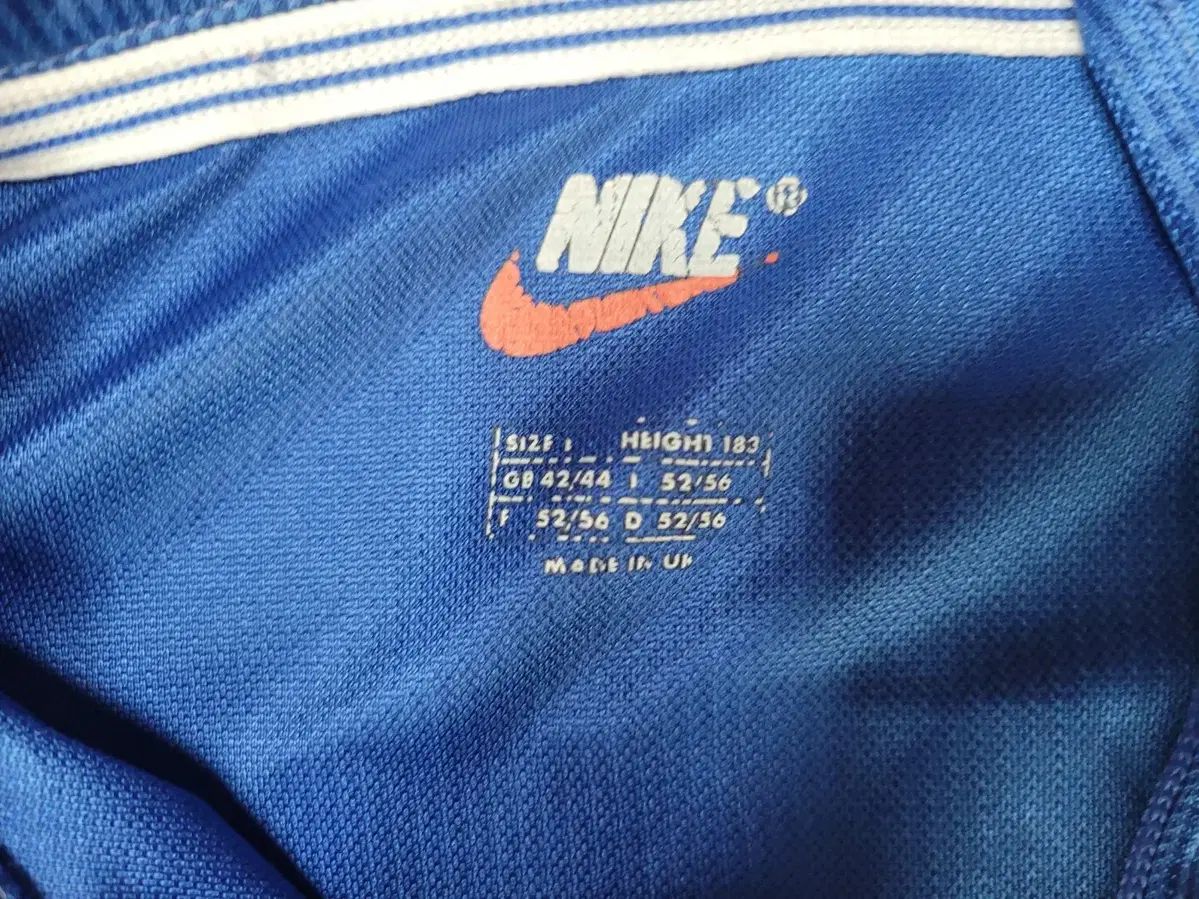 NIKE®
SIZE HEIGHT 183
GB 42/44 I 52/56
F 52/56 D 52/56
MADE IN UK